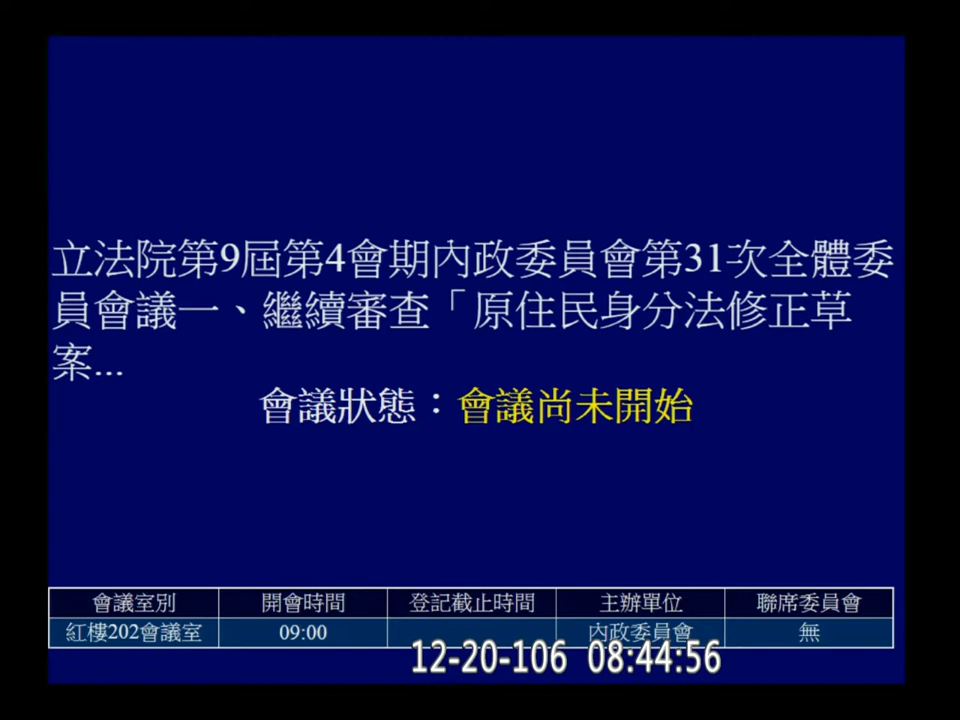 立法院第9屆第4會期內政委員會第31次全體委
員會議一、繼續審查「原住民身分法修正草
案...
會議狀態：會議尚未開始
會議室別 開會時間 登記截止時間 主辦單位 聯席委員會
紅樓202會議室 09:00 內政委員會 無
12-20-106 08:44:56